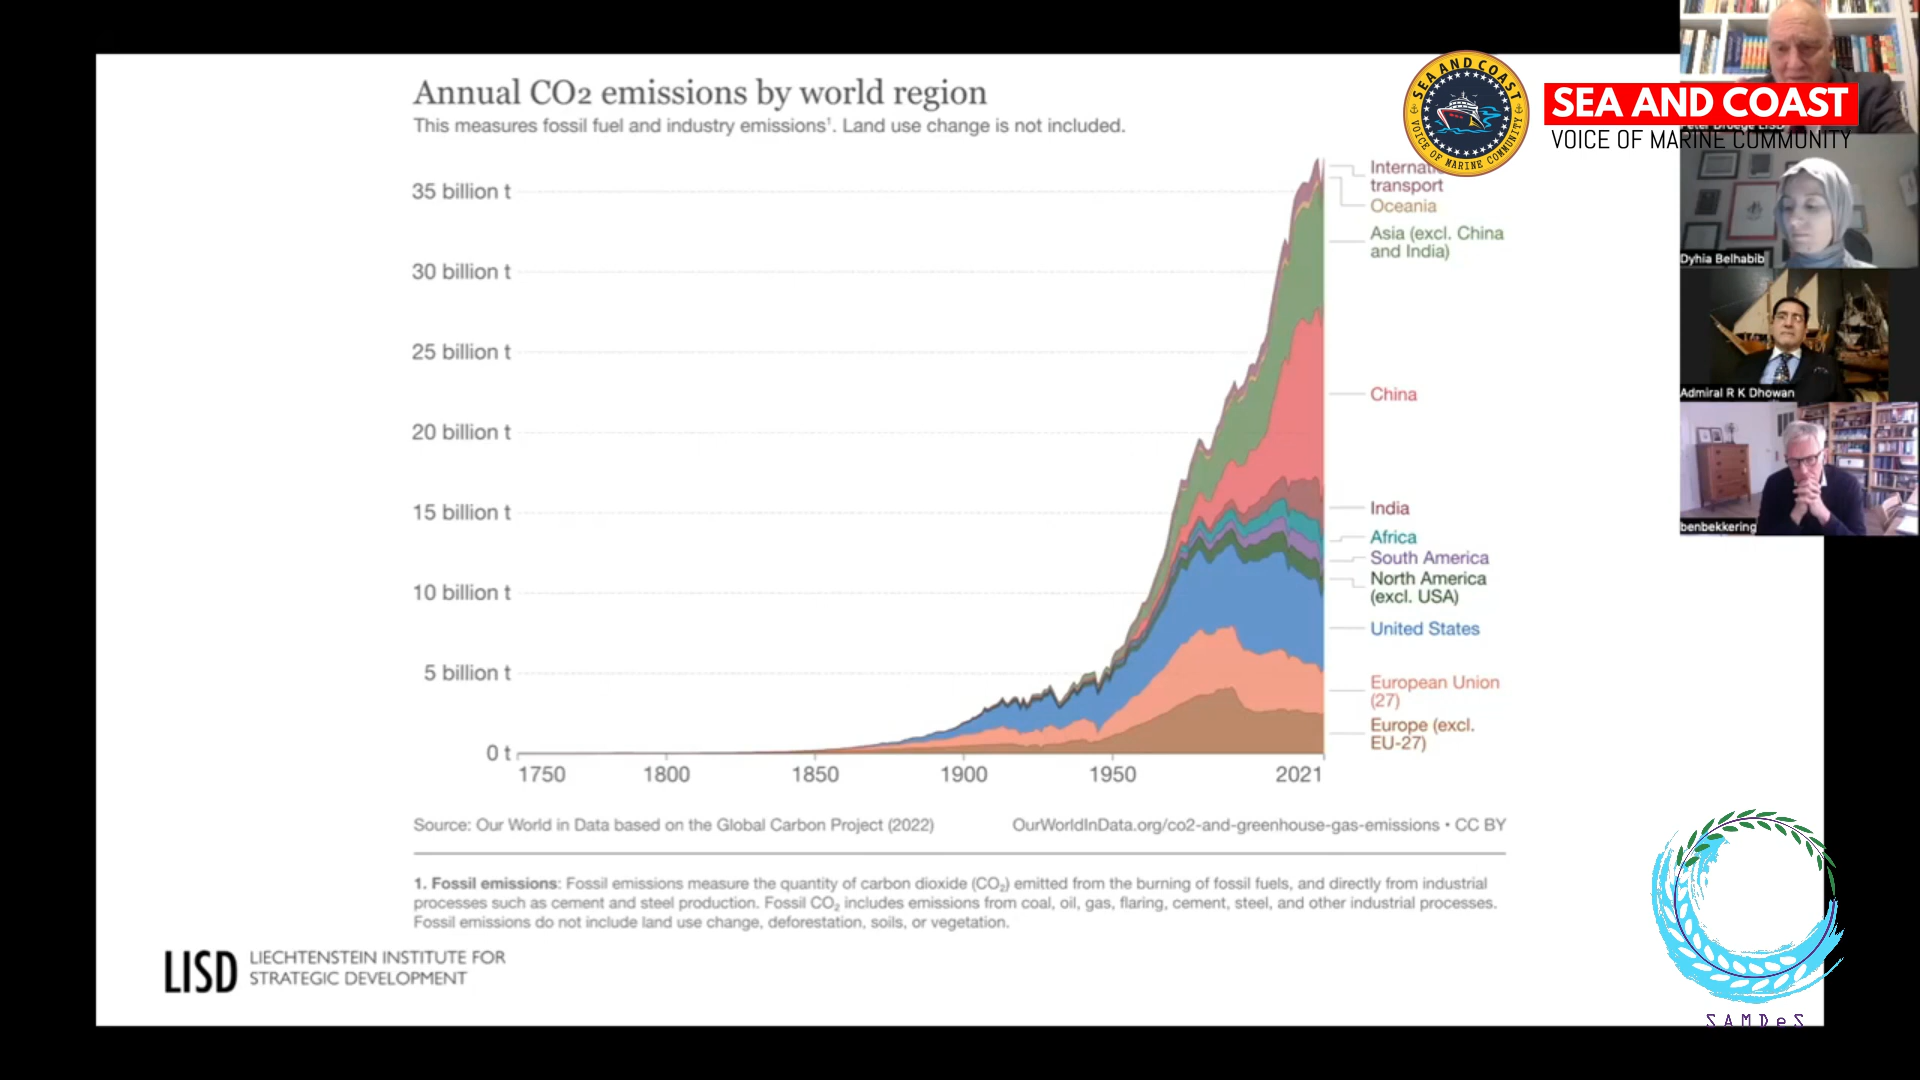 Annual CO2 emissions by world region
This measures fossil fuel and industry emissions¹. Land use change is not included.
35 billion t
30 billion t
25 billion t
20 billion t
15 billion t
10 billion t
5 billion t
0 t
1750
1800
1850
1900
1950
2021
transport
Oceania
Asia (excl. China
and India)
China
India
Africa
South America
North America
(excl. USA)
United States
European Union
(27)
Europe (excl.
EU-27)
Source: Our World in Data based on the Global Carbon Project (2022)
OurWorldInData.org/co2-and-greenhouse-gas-emissions • CC BY
1. Fossil emissions: Fossil emissions measure the quantity of carbon dioxide (CO₂) emitted from the burning of fossil fuels, and directly from industrial
processes such as cement and steel production. Fossil CO₂ includes emissions from coal, oil, gas, flaring, cement, steel, and other industrial processes.
Fossil emissions do not include land use change, deforestation, soils, or vegetation.
LISD
LIECHTENSTEIN INSTITUTE FOR
STRATEGIC DEVELOPMENT
SEA AND COAST
VOICE OF MARINE COMMUNITY
SEA AND COAST
VOICE OF MARINE COMMUNITY
Dyhia Belhabib
Admiral R K Dhowan
benbekkering
SAMDeS